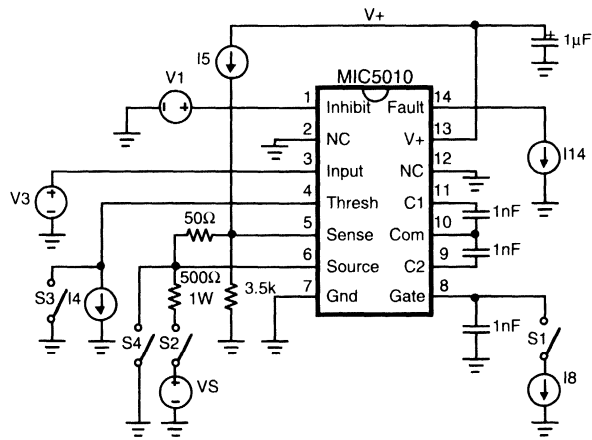 V+
I5
1μF
V1
MIC5010
1 Inhibit Fault 14
2 NC V+ 13
3 Input NC 12
4 Thresh C1 11
5 Sense Com 10
6 Source C2 9
7 Gnd Gate 8
I14
V3
1nF
1nF
50Ω
500Ω
1W
3.5k
S3
I4
S4
S2
VS
1nF
S1
I8